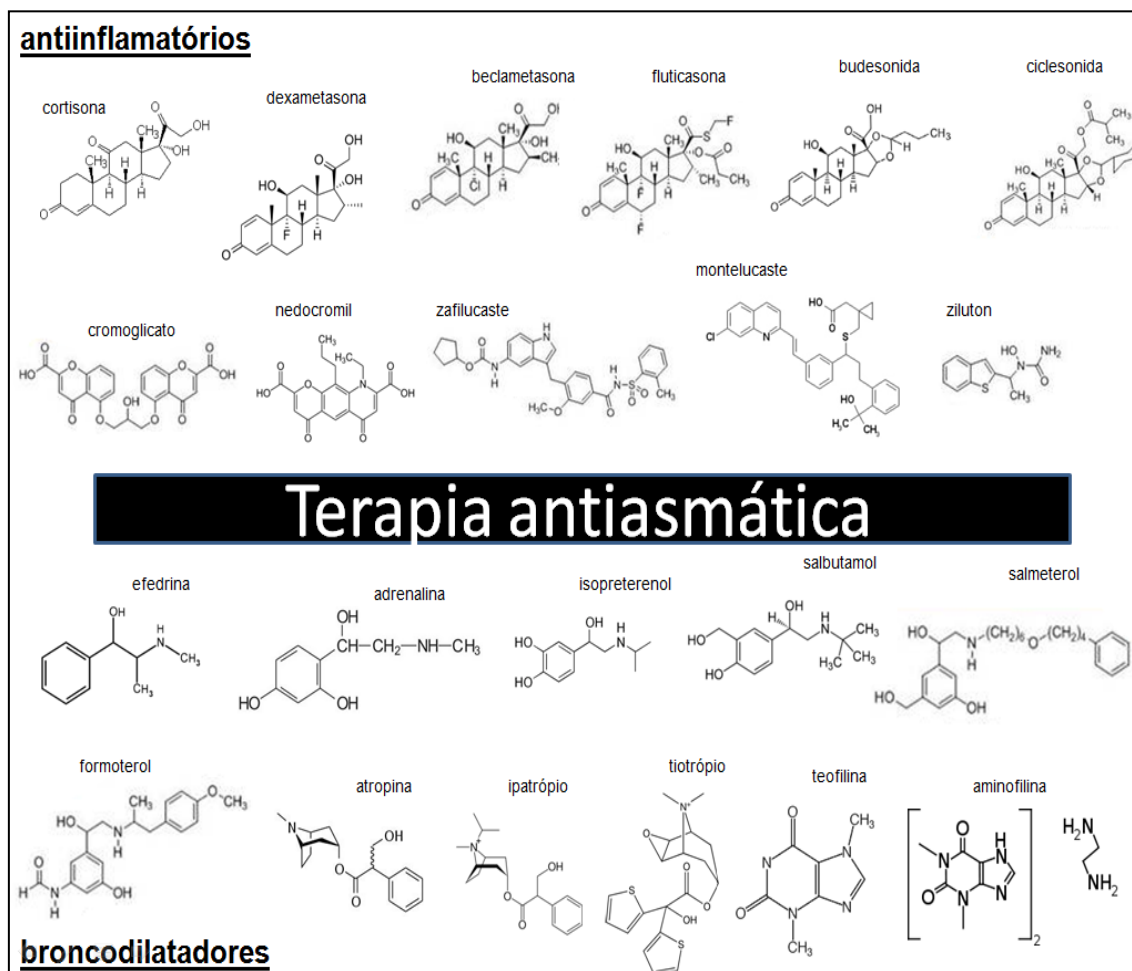 antiinflamatórios
cortisona
dexametasona
beclametasona
fluticasona
budesonida
ciclesonida
cromoglicato
nedocromil
zafilucaste
montelucaste
ziluton
Terapia antiasmática
efedrina
adrenalina
isopreterenol
salbutamol
salmeterol
formoterol
atropina
ipatrópio
tiotrópio
teofilina
aminofilina
broncodilatadores